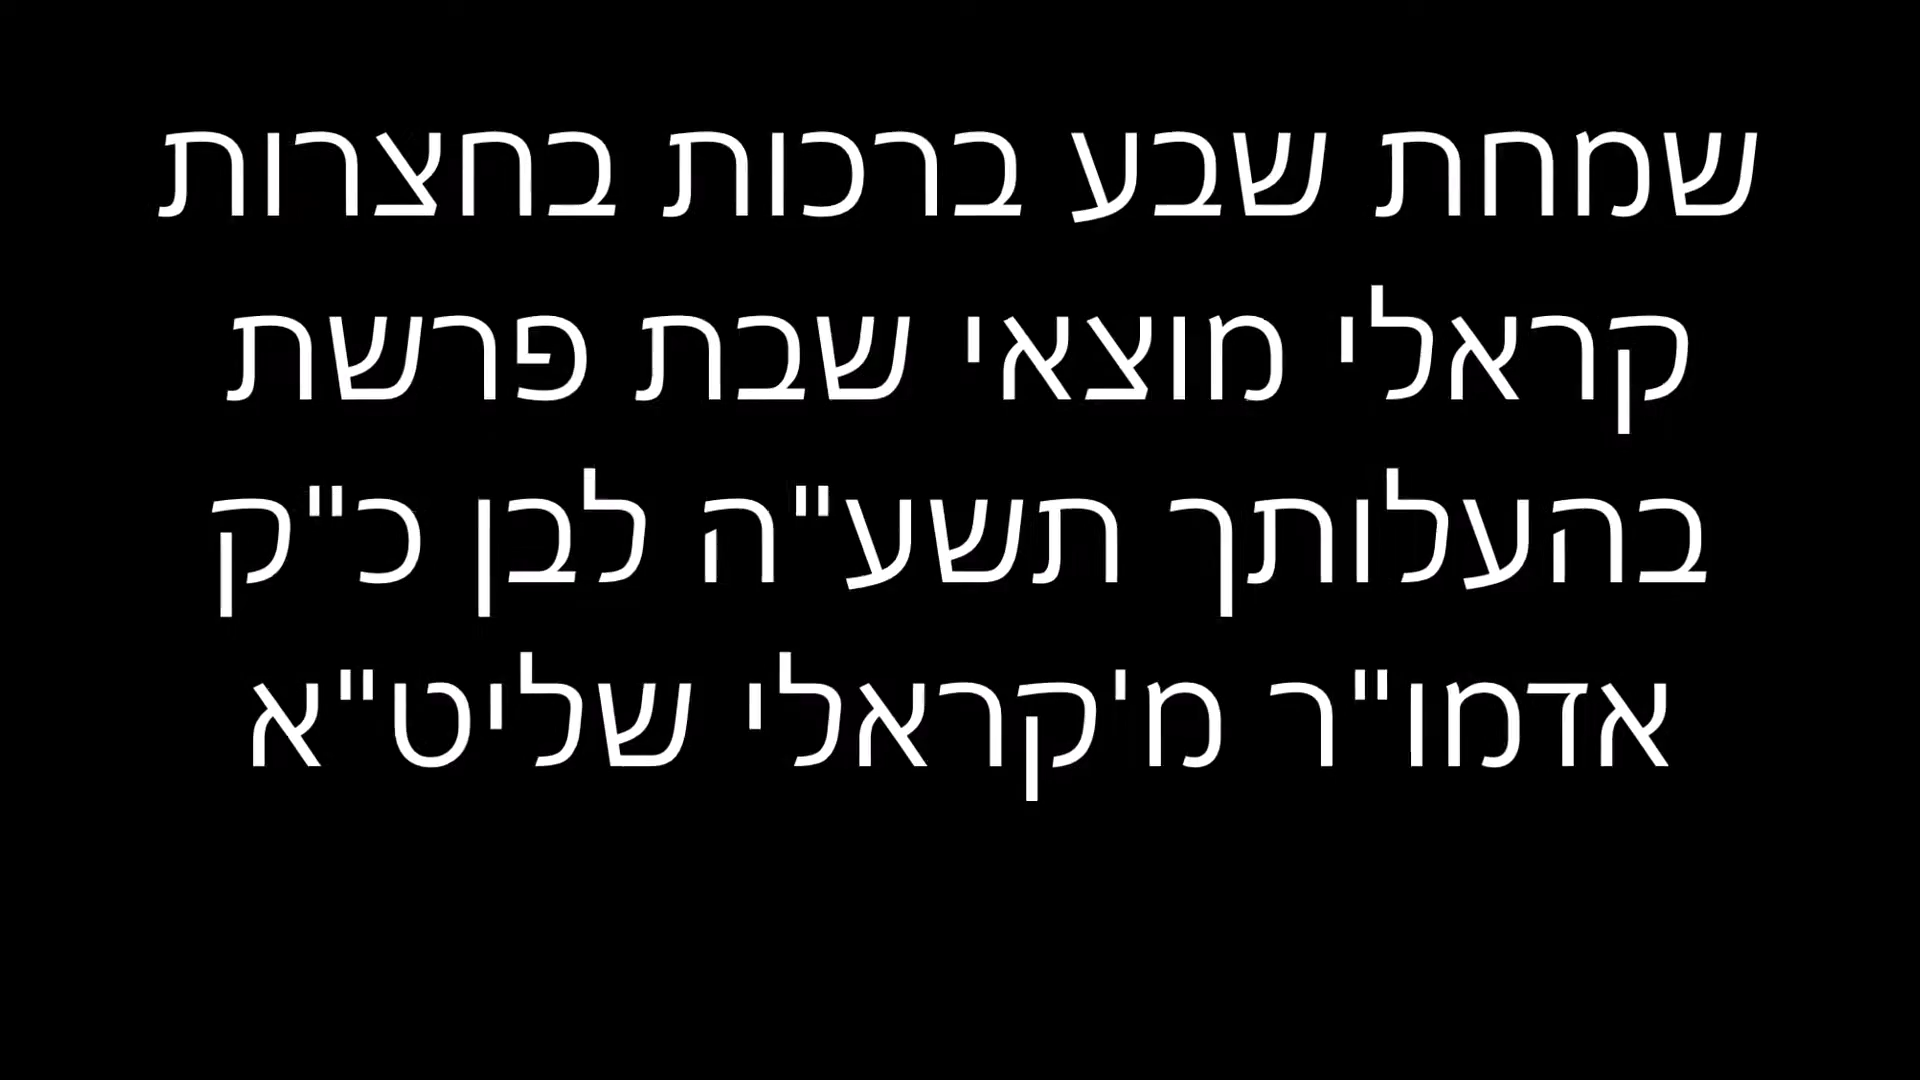 שמחת שבע ברכות בחצרות
קראלי מוצאי שבת פרשת
בהעלותך תשע"ה לבן כ"ק
אדמו"ר מ'קראלי שליט"א